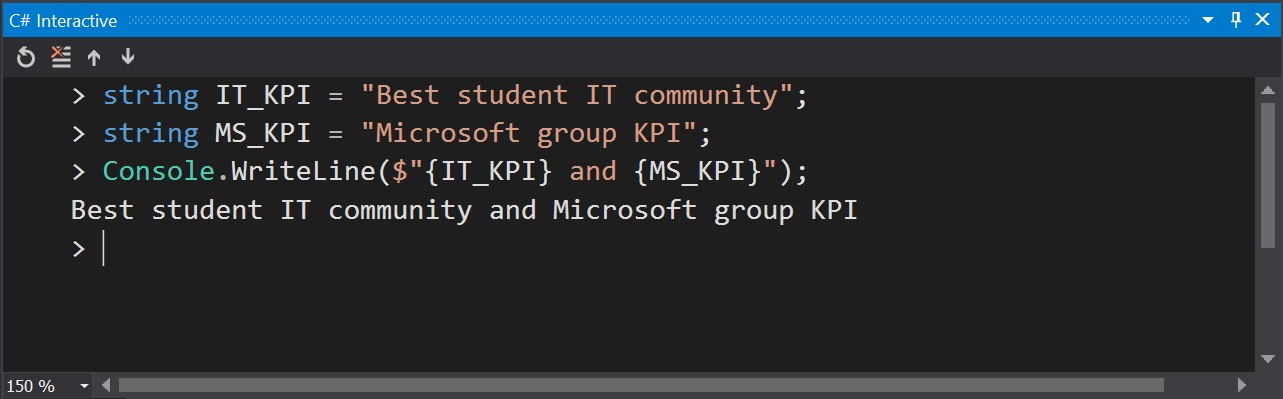 C# Interactive
> string IT_KPI = "Best student IT community";
> string MS_KPI = "Microsoft group KPI";
> Console.WriteLine($"{IT_KPI} and {MS_KPI}");
Best student IT community and Microsoft group KPI
>
150 %